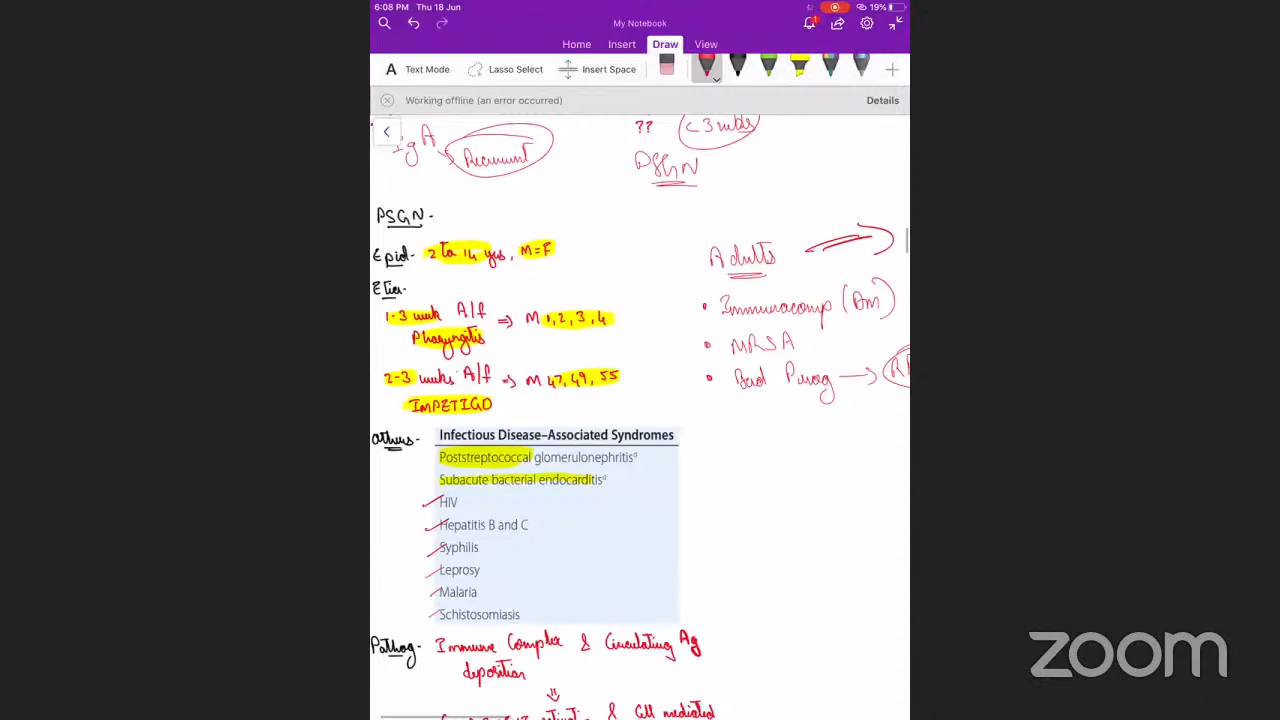 6:08 PM Thu 18 Jun
19%
My Notebook
Home Insert Draw View
A Text Mode Lasso Select Insert Space
Working offline (an error occurred) Details
IgA Recurrent
?? <3 mths
PSGN
PSGN-
Epid- 2 to 14 yrs, M=F
Adults
Etio-
1-3 week A/f ⇒ M 1,2,3,4
Pharyngitis
• Immunocomp (Dm)
• MRSA
2-3 weeks A/f ⇒ M 47,49,55
• Bad Prog →
IMPETIGO
Others-
Infectious Disease–Associated Syndromes
Poststreptococcal glomerulonephritis
Subacute bacterial endocarditis
HIV
Hepatitis B and C
Syphilis
Leprosy
Malaria
Schistosomiasis
Pathog- Immune Complex & Circulating Ag
deposition
⇓
& Cell mediated
zoom